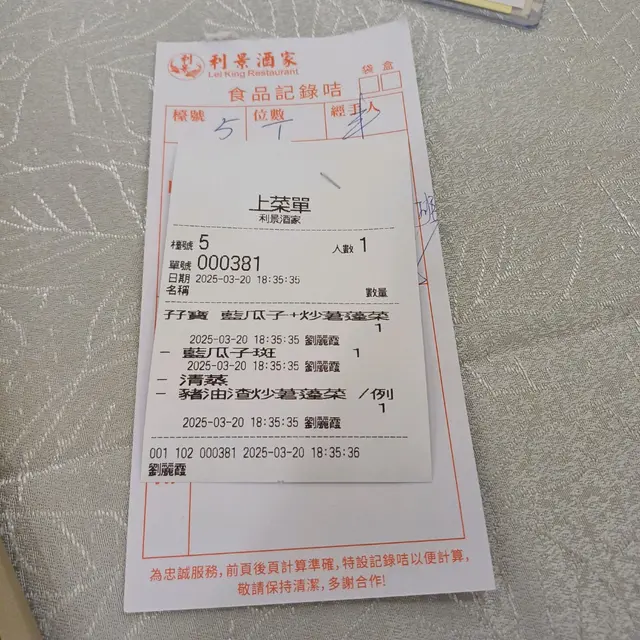 利景酒家
Lei King Restaurant
袋 盒
食品記錄咭
檯號 5 位數 1 經手人
班
上菜單
利景酒家
檯號 5 人數 1
單號 000381
日期 2025-03-20 18:35:35
名稱 數量
孖寶 藍瓜子+炒茗蓬菜
1
2025-03-20 18:35:35 劉麗霞
- 藍瓜子斑 1
2025-03-20 18:35:35 劉麗霞
- 清蒸
- 豬油渣炒茗蓬菜 /例
1
2025-03-20 18:35:35 劉麗霞
001 102 000381 2025-03-20 18:35:36
劉麗霞
為忠誠服務,前頁後頁計算準確,特設記錄咭以便計算,
敬請保持清潔,多謝合作!